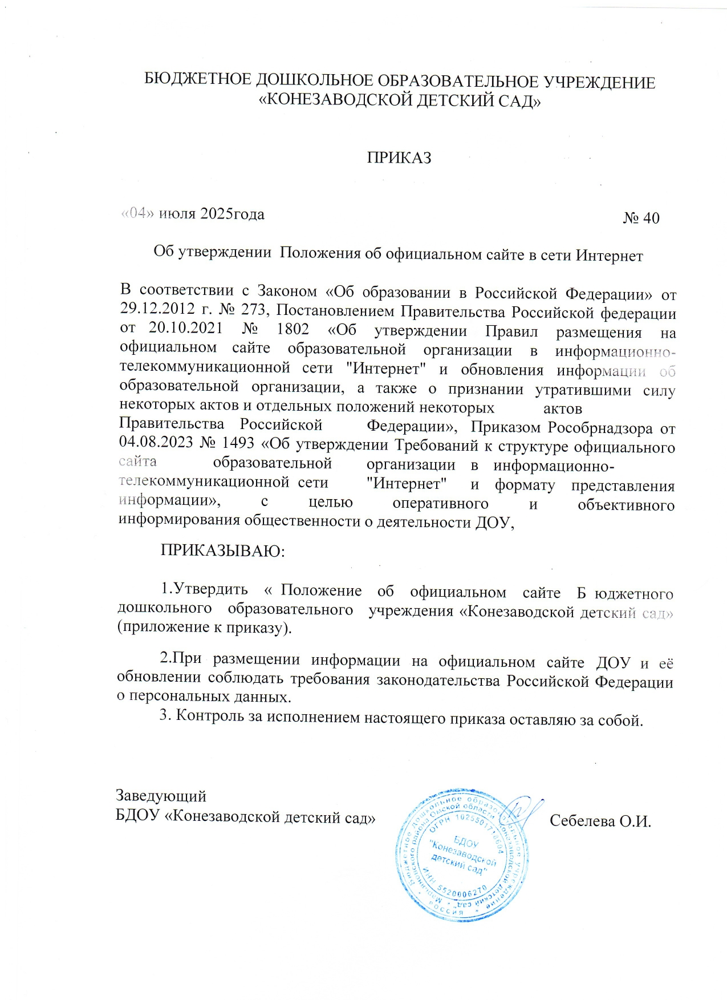 БЮДЖЕТНОЕ ДОШКОЛЬНОЕ ОБРАЗОВАТЕЛЬНОЕ УЧРЕЖДЕНИЕ
«КОНЕЗАВОДСКОЙ ДЕТСКИЙ САД»
ПРИКАЗ
«04» июля 2025года № 40
Об утверждении Положения об официальном сайте в сети Интернет
В соответствии с Законом «Об образовании в Российской Федерации» от
29.12.2012 г. № 273, Постановлением Правительства Российской федерации
от 20.10.2021 № 1802 «Об утверждении Правил размещения на
официальном сайте образовательной организации в информационно-
телекоммуникационной сети "Интернет" и обновления информации об
образовательной организации, а также о признании утратившими силу
некоторых актов и отдельных положений некоторых актов
Правительства Российской Федерации», Приказом Рособрнадзора от
04.08.2023 № 1493 «Об утверждении Требований к структуре официального
сайта образовательной организации в информационно-
телекоммуникационной сети "Интернет" и формату представления
информации», с целью оперативного и объективного
информирования общественности о деятельности ДОУ,
ПРИКАЗЫВАЮ:
1.Утвердить « Положение об официальном сайте Б юджетного
дошкольного образовательного учреждения «Конезаводской детский сад»
(приложение к приказу).
2.При размещении информации на официальном сайте ДОУ и её
обновлении соблюдать требования законодательства Российской Федерации
о персональных данных.
3. Контроль за исполнением настоящего приказа оставляю за собой.
Заведующий
БДОУ «Конезаводской детский сад» Себелева О.И.
Бюджетное дошкольное образовательное учреждение
"Конезаводской детский сад" Марьяновского района Омской области
РОССИЯ
ОГРН 1025501718604
БДОУ
"Конезаводской
детский сад"
ИНН 5520006270